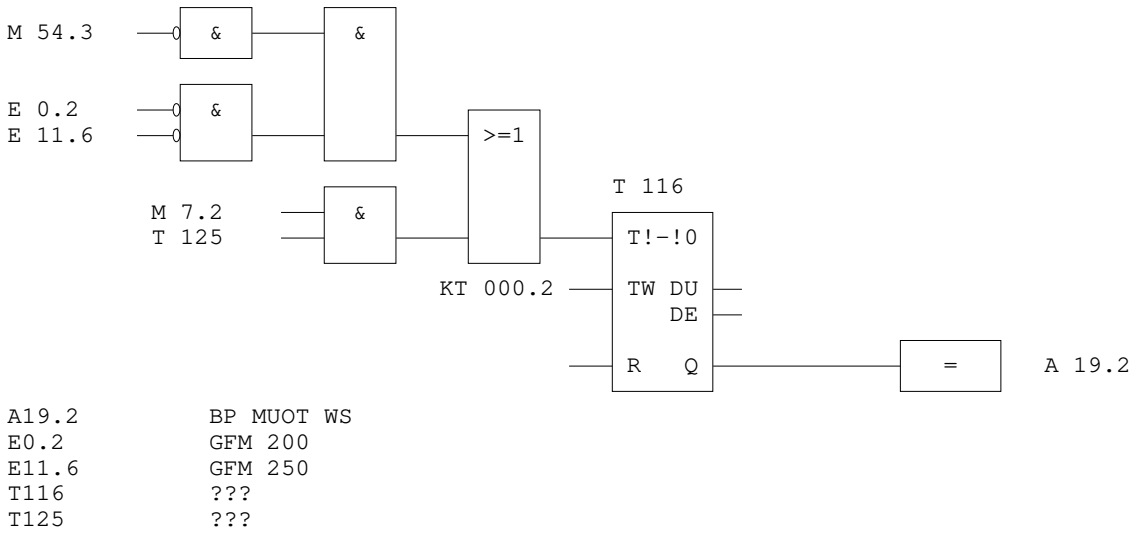 M 54.3 & &
E 0.2 &
E 11.6 >=1
T 116
M 7.2 &
T 125 T!-!0
KT 000.2 TW DU
DE
R Q = A 19.2
A19.2 BP MUOT WS
E0.2 GFM 200
E11.6 GFM 250
T116 ???
T125 ???